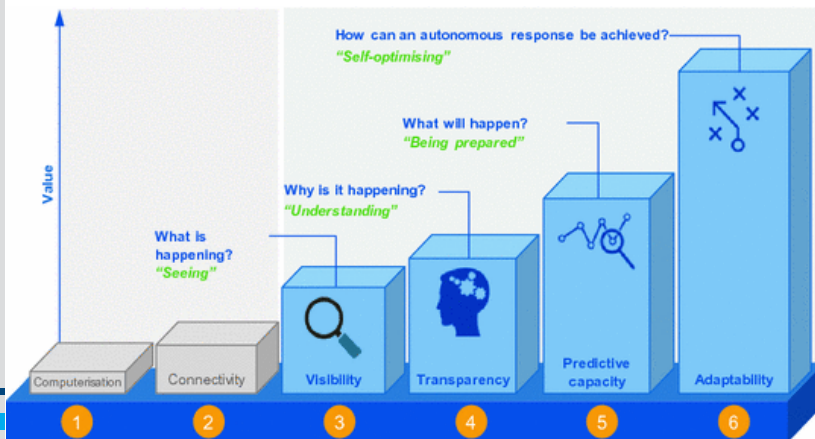 How can an autonomous response be achieved?
"Self-optimising"
What will happen?
"Being prepared"
Why is it happening?
"Understanding"
What is
happening?
"Seeing"
Value
Computerisation
Connectivity
Visibility
Transparency
Predictive
capacity
Adaptability
1
2
3
4
5
6